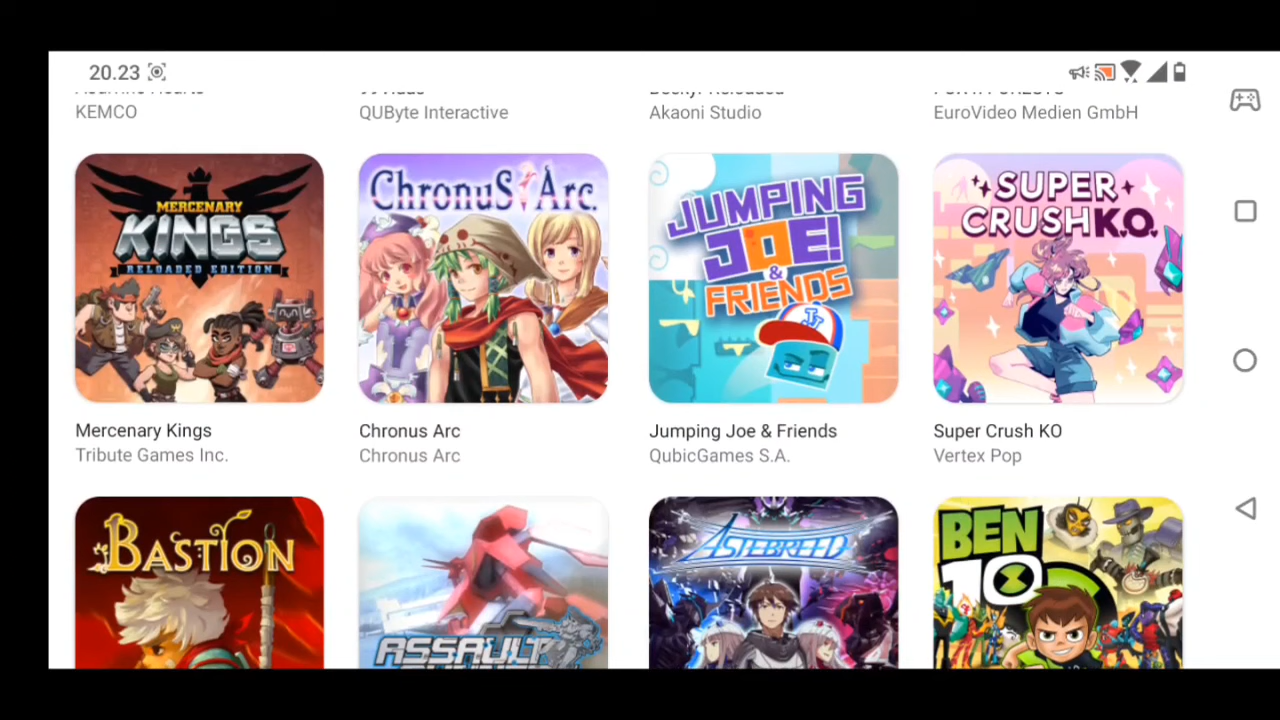 20.23
KEMCO
QUByte Interactive
Akaoni Studio
EuroVideo Medien GmbH
MERCENARY
KINGS
RELOADED EDITION
Chronus Arc.
JUMPING
JOE!
&
FRIENDS
JJ
SUPER
CRUSH K.O.
Mercenary Kings
Tribute Games Inc.
Chronus Arc
Chronus Arc
Jumping Joe & Friends
QubicGames S.A.
Super Crush KO
Vertex Pop
BASTION
ASSAULT
ASTEBREED
BEN
10